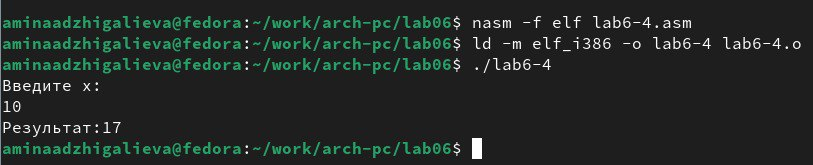 aminaadzhigalieva@fedora:~/work/arch-pc/lab06$ nasm -f elf lab6-4.asm
aminaadzhigalieva@fedora:~/work/arch-pc/lab06$ ld -m elf_i386 -o lab6-4 lab6-4.o
aminaadzhigalieva@fedora:~/work/arch-pc/lab06$ ./lab6-4
Введите x:
10
Результат:17
aminaadzhigalieva@fedora:~/work/arch-pc/lab06$